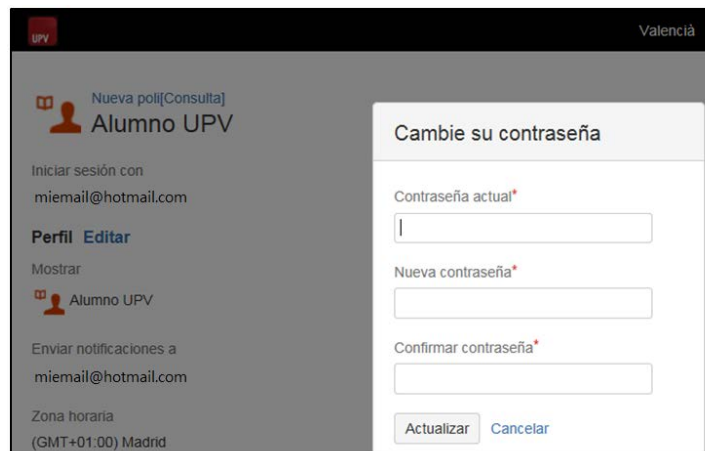 UPV
Valencià
Nueva poli[Consulta]
Alumno UPV
Iniciar sesión con
miemail@hotmail.com
Perfil Editar
Mostrar
Alumno UPV
Enviar notificaciones a
miemail@hotmail.com
Zona horaria
(GMT+01:00) Madrid
Cambie su contraseña
Contraseña actual*
Nueva contraseña*
Confirmar contraseña*
Actualizar Cancelar